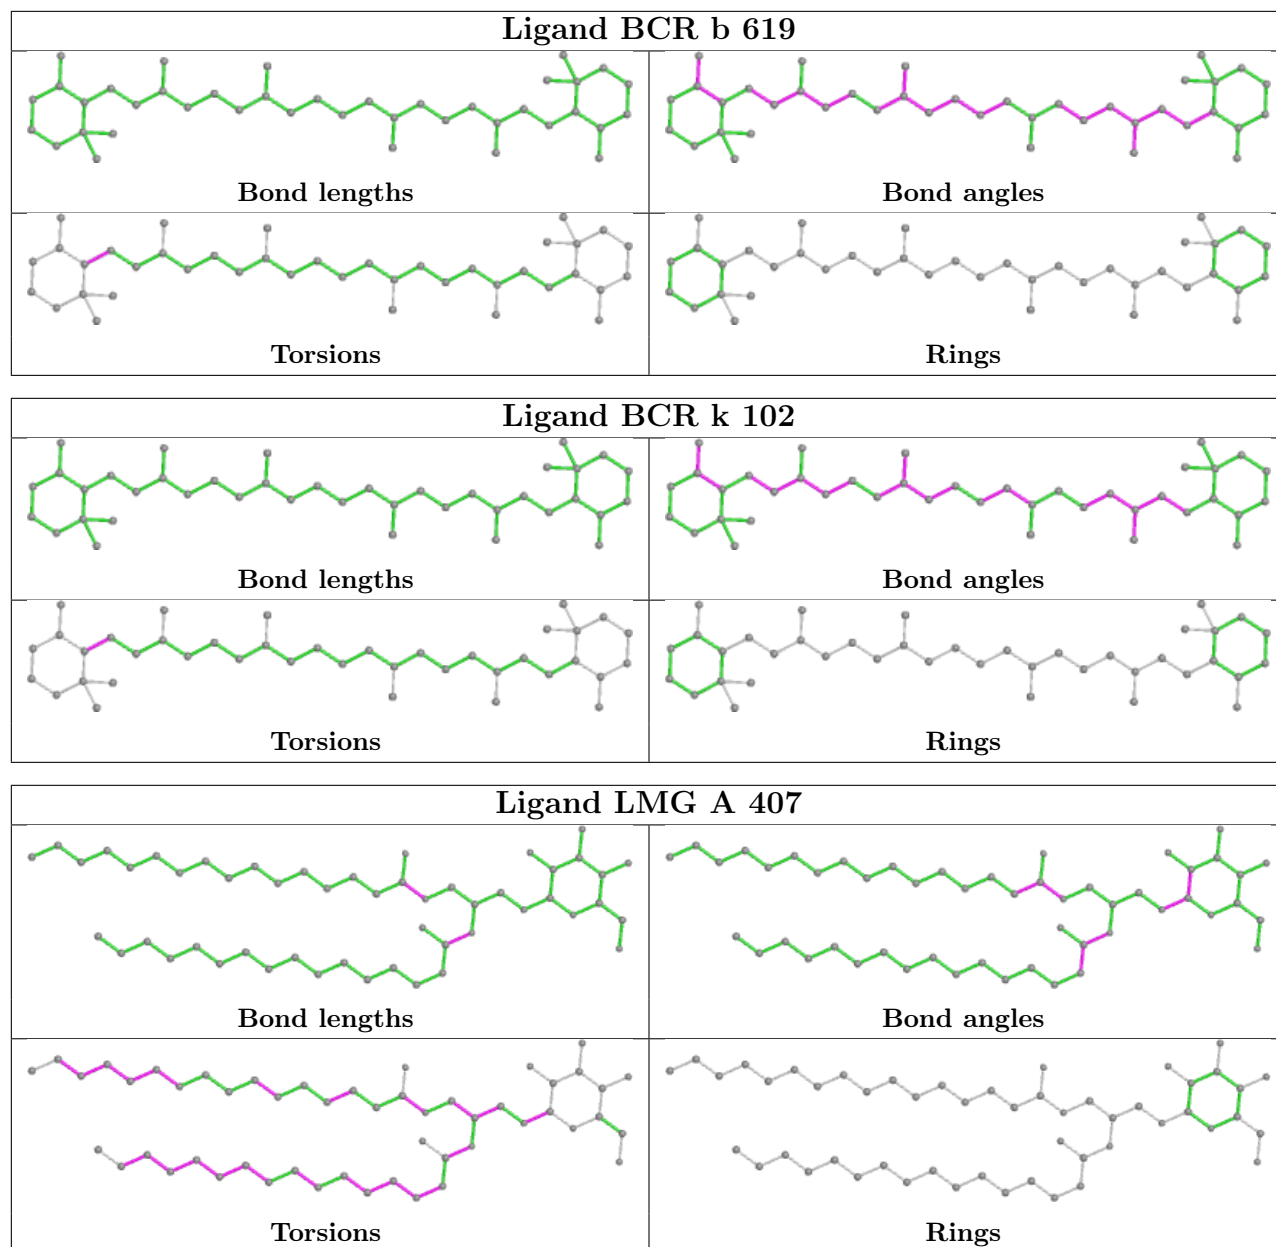 Ligand BCR b 619
Bond lengths
Bond angles
Torsions
Rings
Ligand BCR k 102
Bond lengths
Bond angles
Torsions
Rings
Ligand LMG A 407
Bond lengths
Bond angles
Torsions
Rings